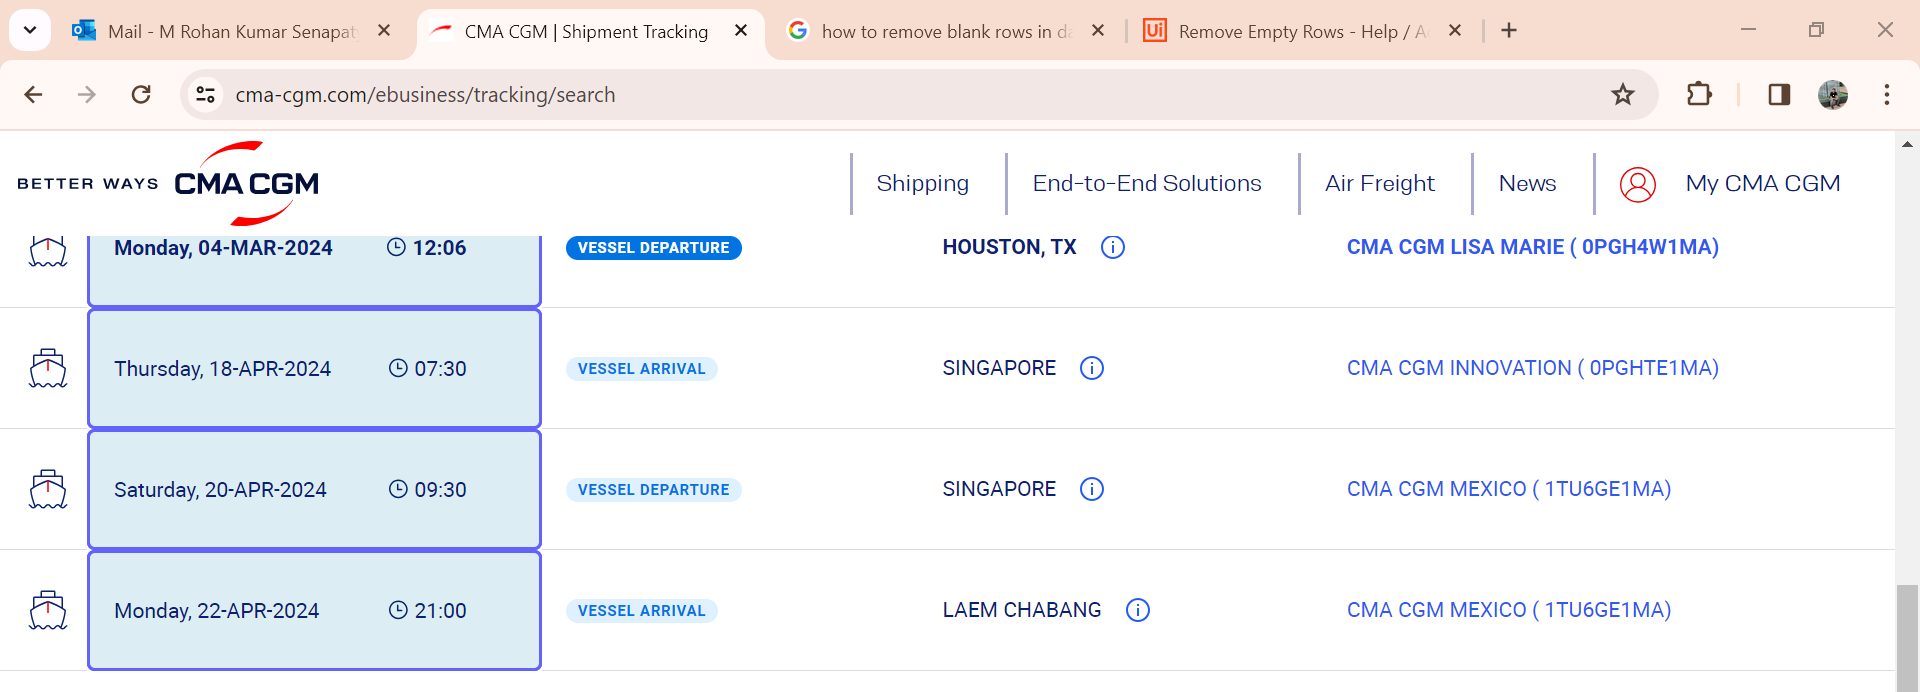 Mail - M Rohan Kumar Senapat
CMA CGM | Shipment Tracking
how to remove blank rows in da
Ui Remove Empty Rows - Help / A
cma-cgm.com/ebusiness/tracking/search
BETTER WAYS CMA CGM
Shipping
End-to-End Solutions
Air Freight
News
My CMA CGM
Monday, 04-MAR-2024 12:06 VESSEL DEPARTURE HOUSTON, TX CMA CGM LISA MARIE ( 0PGH4W1MA)
Thursday, 18-APR-2024 07:30 VESSEL ARRIVAL SINGAPORE CMA CGM INNOVATION ( 0PGHTE1MA)
Saturday, 20-APR-2024 09:30 VESSEL DEPARTURE SINGAPORE CMA CGM MEXICO ( 1TU6GE1MA)
Monday, 22-APR-2024 21:00 VESSEL ARRIVAL LAEM CHABANG CMA CGM MEXICO ( 1TU6GE1MA)